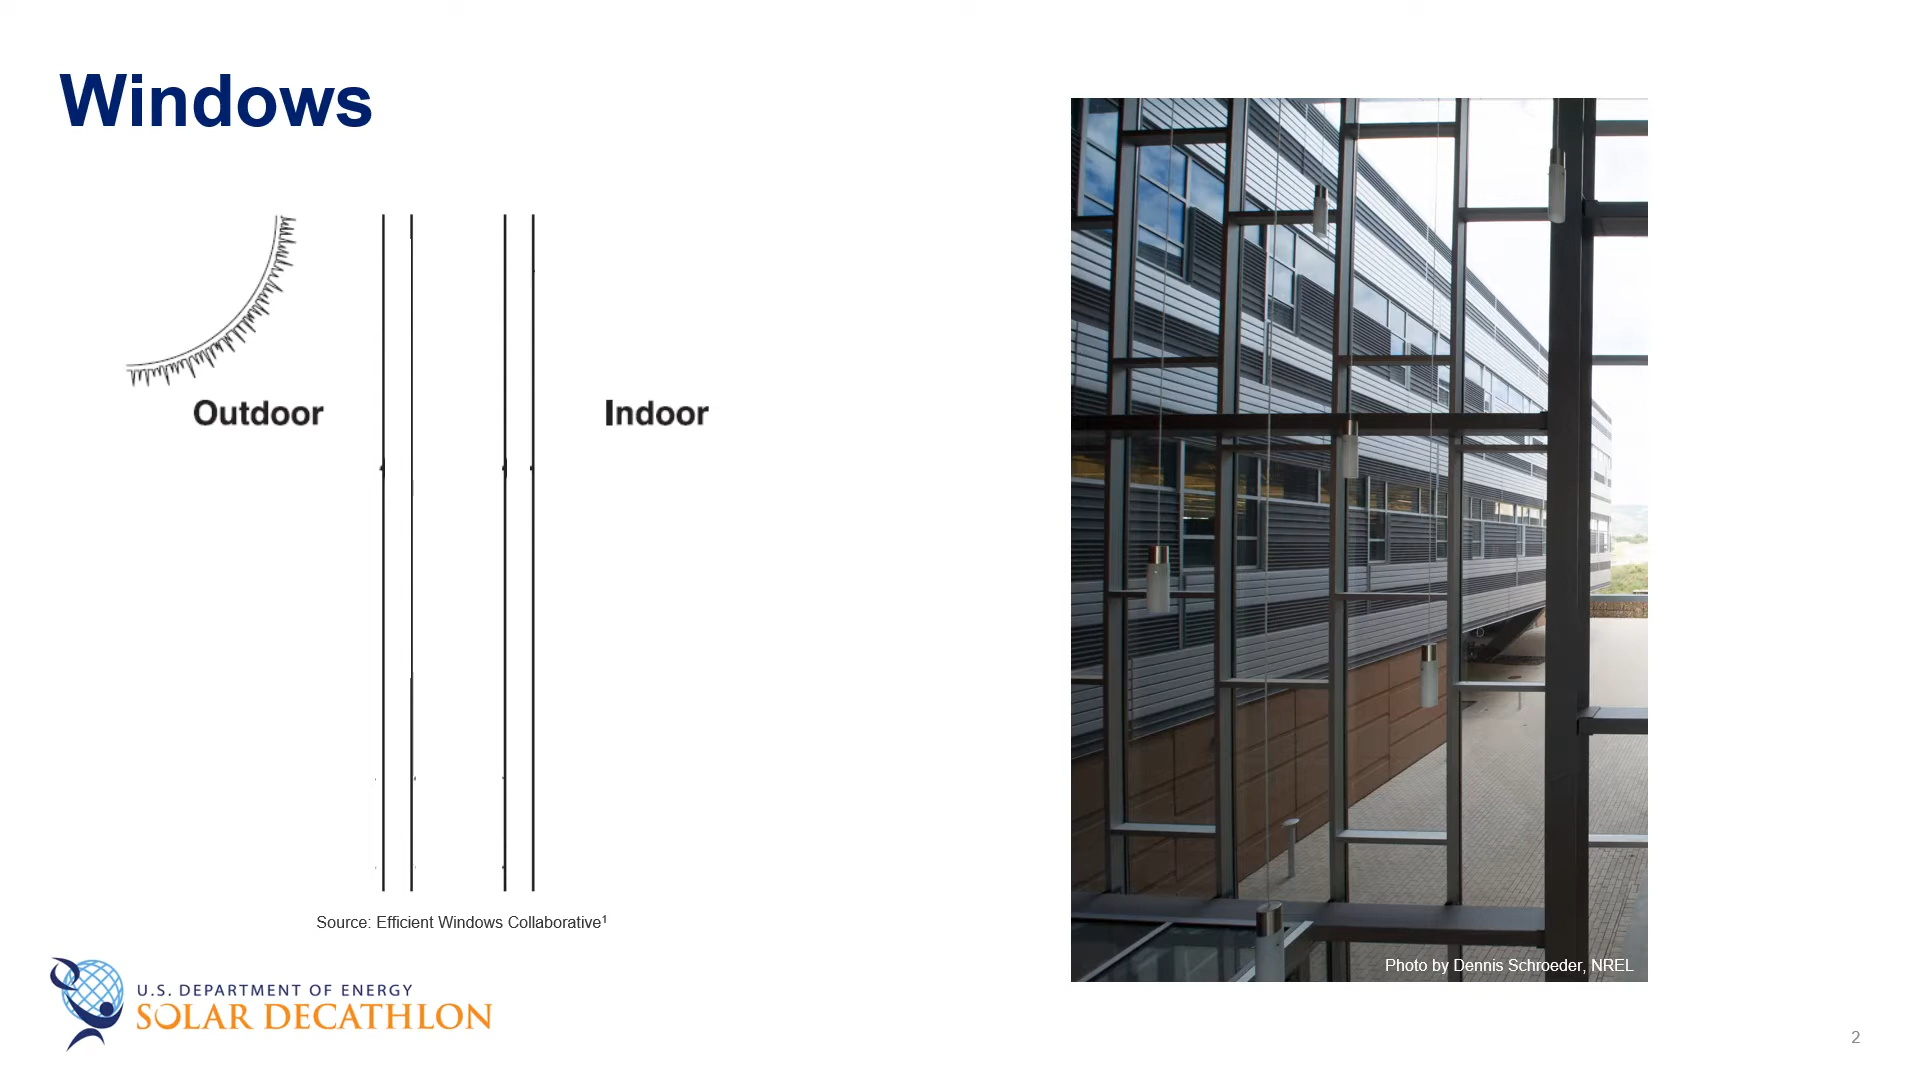 Windows
Outdoor
Indoor
Source: Efficient Windows Collaborative¹
Photo by Dennis Schroeder, NREL
U.S. DEPARTMENT OF ENERGY
SOLAR DECATHLON
2